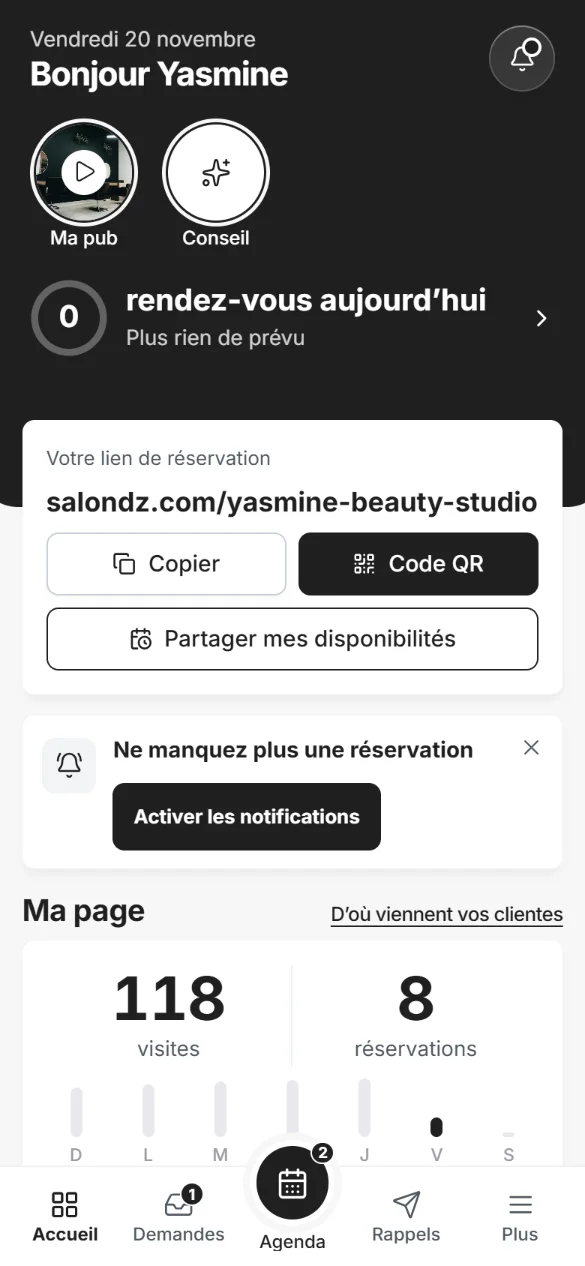 Vendredi 20 novembre
Bonjour Yasmine
Ma pub
Conseil
0
rendez-vous aujourd’hui
Plus rien de prévu
Votre lien de réservation
salondz.com/yasmine-beauty-studio
Copier
Code QR
Partager mes disponibilités
Ne manquez plus une réservation
Activer les notifications
Ma page
D’où viennent vos clientes
118
8
visites
réservations
D L M J V S
2
1
Accueil
Demandes
Agenda
Rappels
Plus